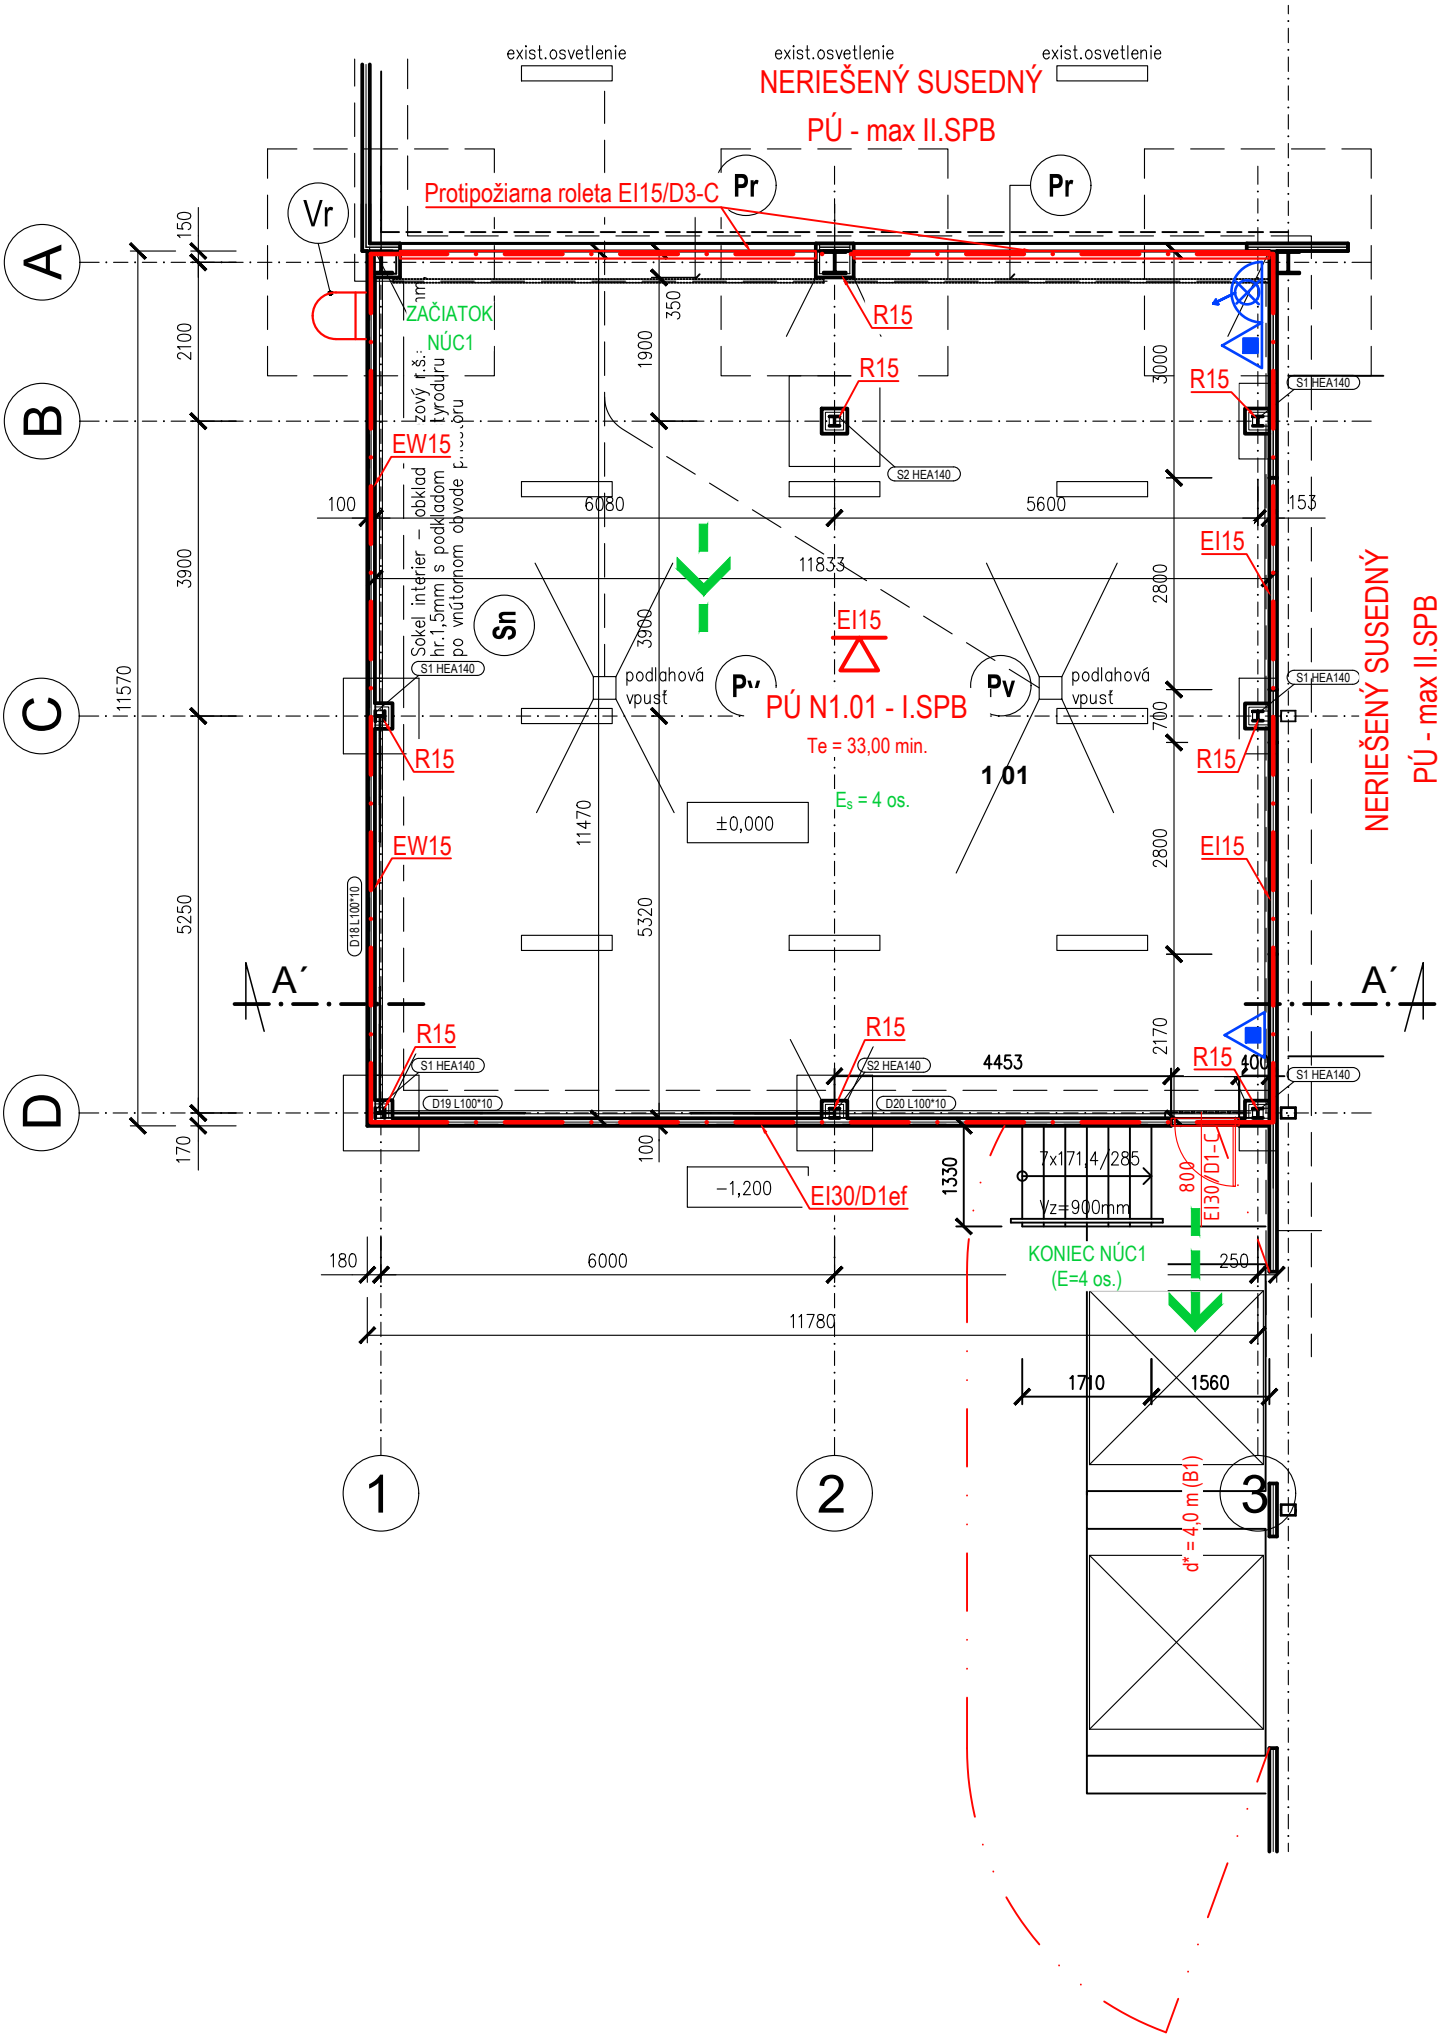 exist.osvetlenie
exist.osvetlenie
exist.osvetlenie
NERIEŠENÝ SUSEDNÝ
PÚ - max II.SPB
Protipožiarna roleta EI15/D3-C
Pr
Pr
Vr
A
B
C
D
150
2100
3900
5250
170
11570
ZAČIATOK
NÚC1
350
1900
3000
R15
R15
R15
S1 HEA140
EW15
S2 HEA140
Sokel interier – obklad
zový r.š.:
hr.1,5mm s podkladom
tyroduru
po vnútornom obvode
100
6080
5600
153
11833
EI15
2800
3900
Sn
EI15
S1 HEA140
podlahová
vpusť
Pv
Pv
podlahová
vpusť
S1 HEA140
PÚ N1.01 - I.SPB
Te = 33,00 min.
700
R15
R15
1 01
Es = 4 os.
±0,000
11470
NERIEŠENÝ SUSEDNÝ
PÚ - max II.SPB
EW15
2800
EI15
D18 L100*10
5320
A´
A´
R15
R15
2170
R15
S1 HEA140
S2 HEA140
4453
400
S1 HEA140
D19 L100*10
D20 L100*10
100
-1,200
EI30/D1ef
1330
7x171,4/285
Vz=900mm
800
EI30/D1-C
KONIEC NÚC1
(E=4 os.)
180
6000
250
11780
1710
1560
d* = 4,0 m (B1)
1
2
3